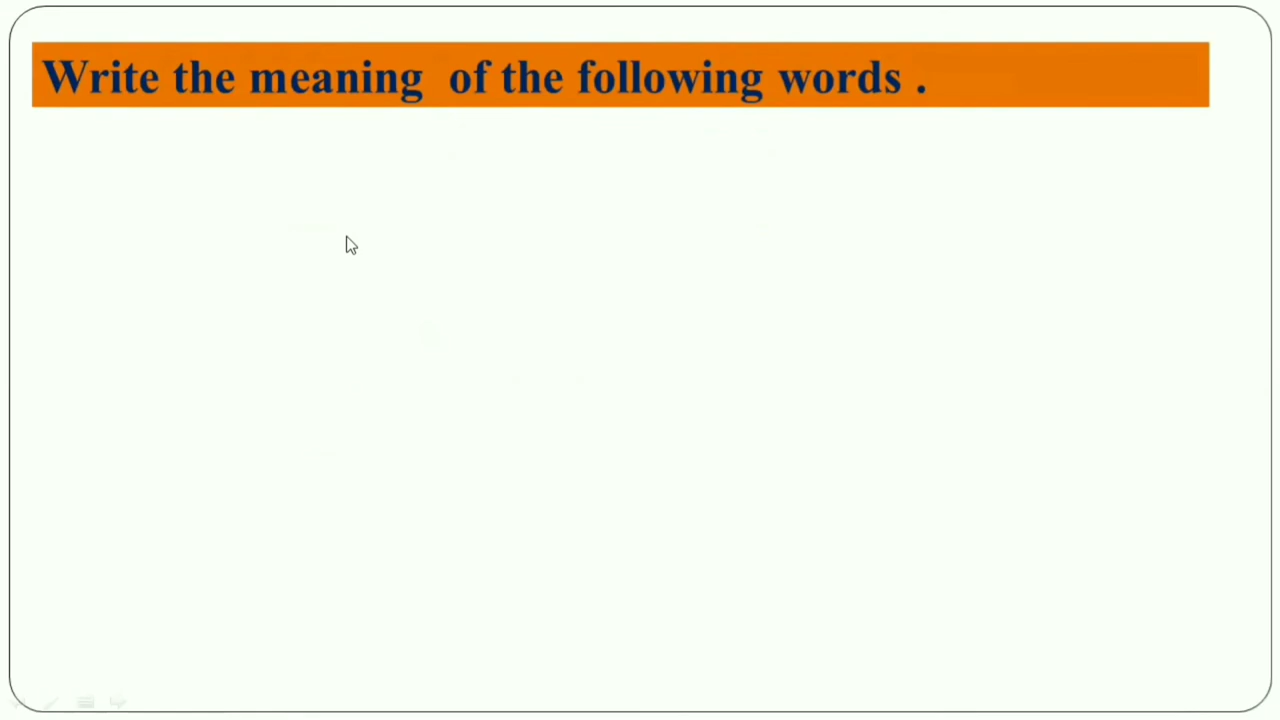 Write the meaning of the following words .